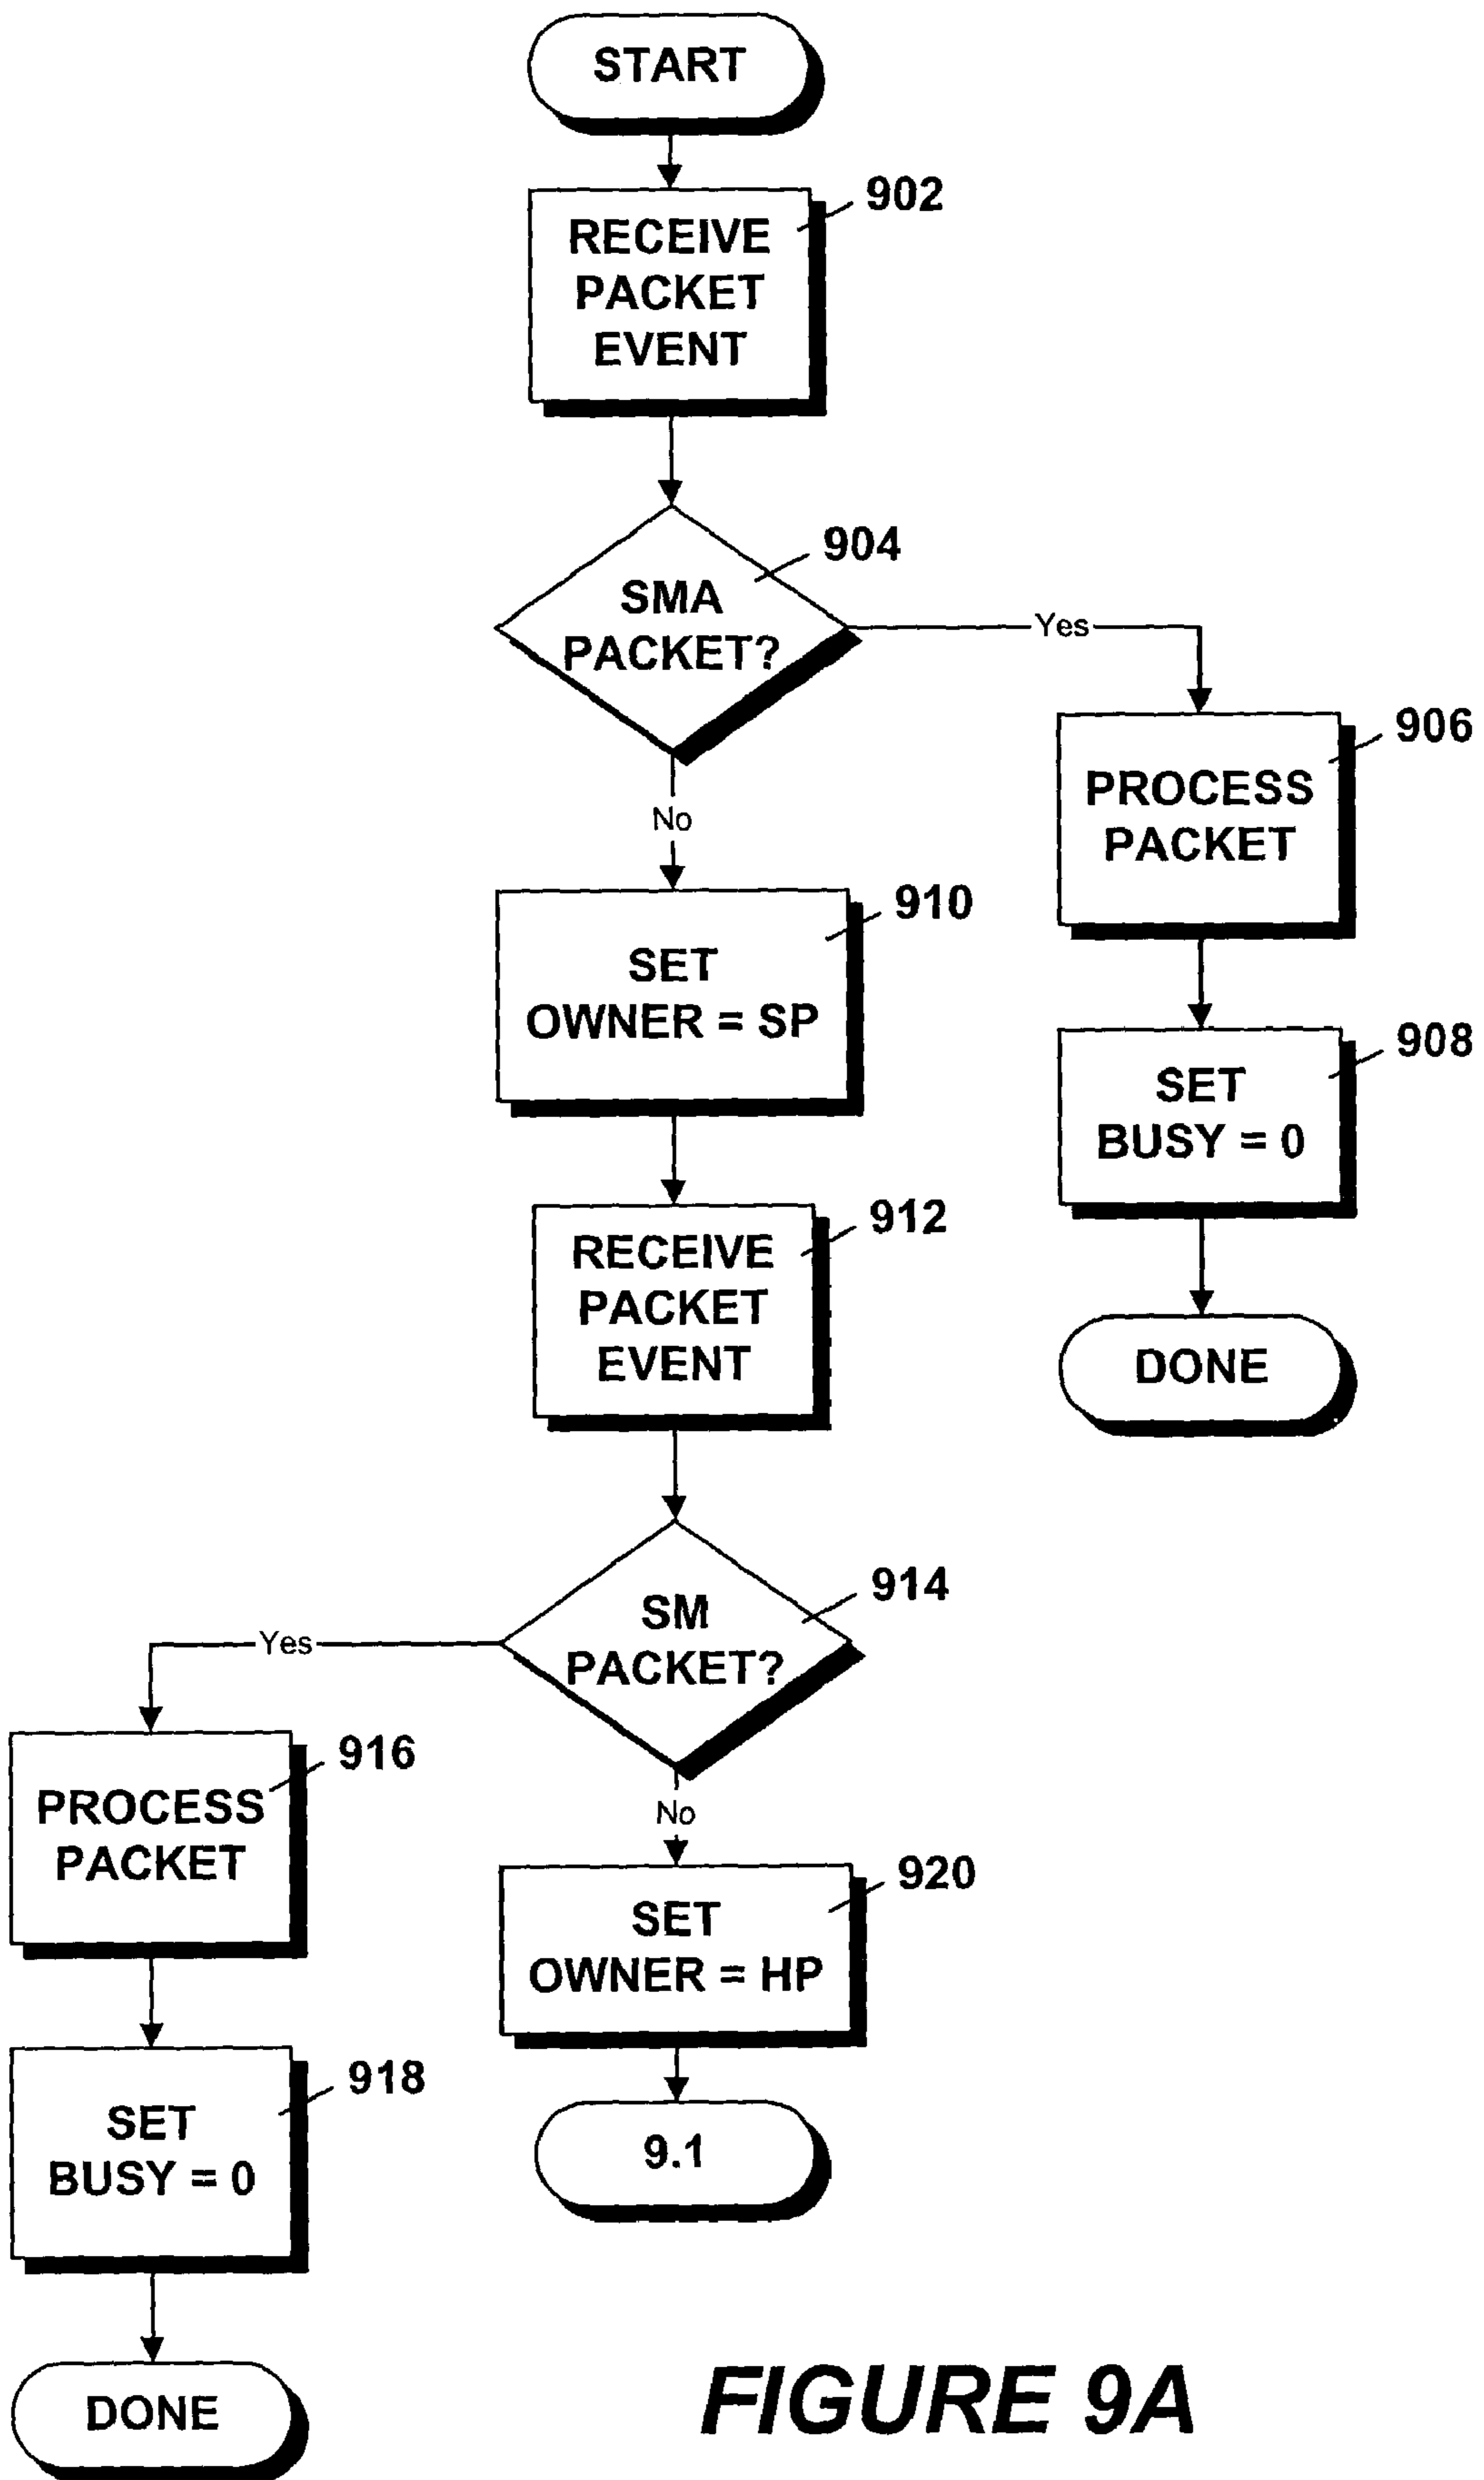 START
902
RECEIVE
PACKET
EVENT
904
SMA
PACKET?
Yes
906
PROCESS
PACKET
No
910
SET
OWNER = SP
908
SET
BUSY = 0
912
RECEIVE
PACKET
EVENT
DONE
914
SM
PACKET?
Yes
916
PROCESS
PACKET
No
920
SET
OWNER = HP
918
SET
BUSY = 0
9.1
DONE
FIGURE 9A